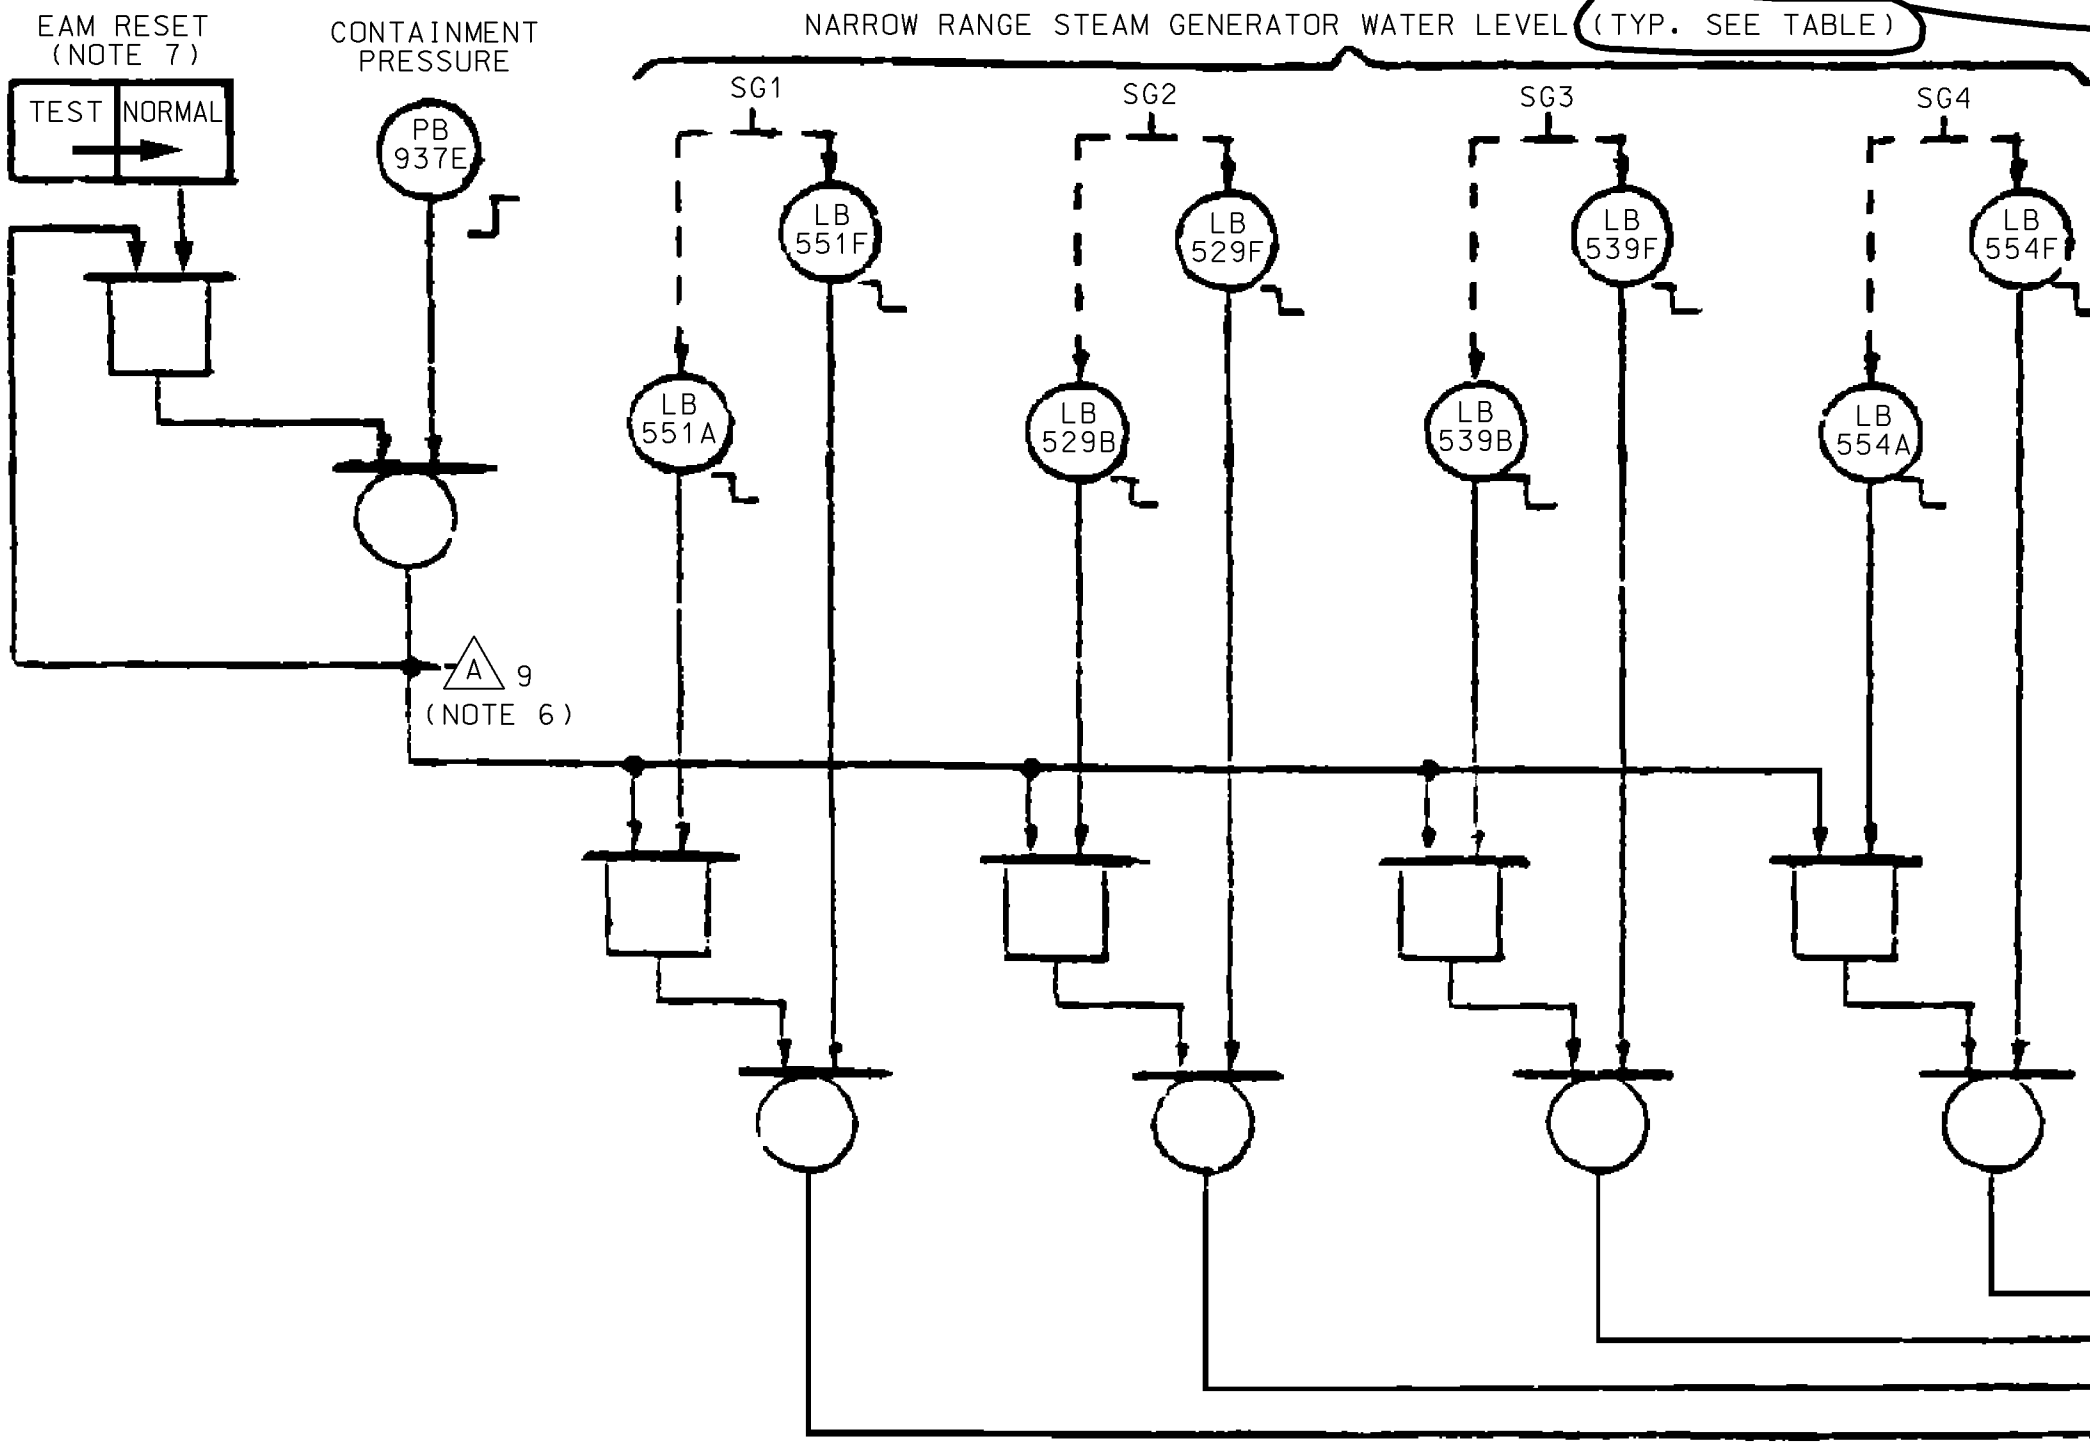 EAM RESET
(NOTE 7)
TEST NORMAL
CONTAINMENT
PRESSURE
PB
937E
NARROW RANGE STEAM GENERATOR WATER LEVEL (TYP. SEE TABLE)
SG1
SG2
SG3
SG4
LB
551F
LB
529F
LB
539F
LB
554F
LB
551A
LB
529B
LB
539B
LB
554A
A 9
(NOTE 6)